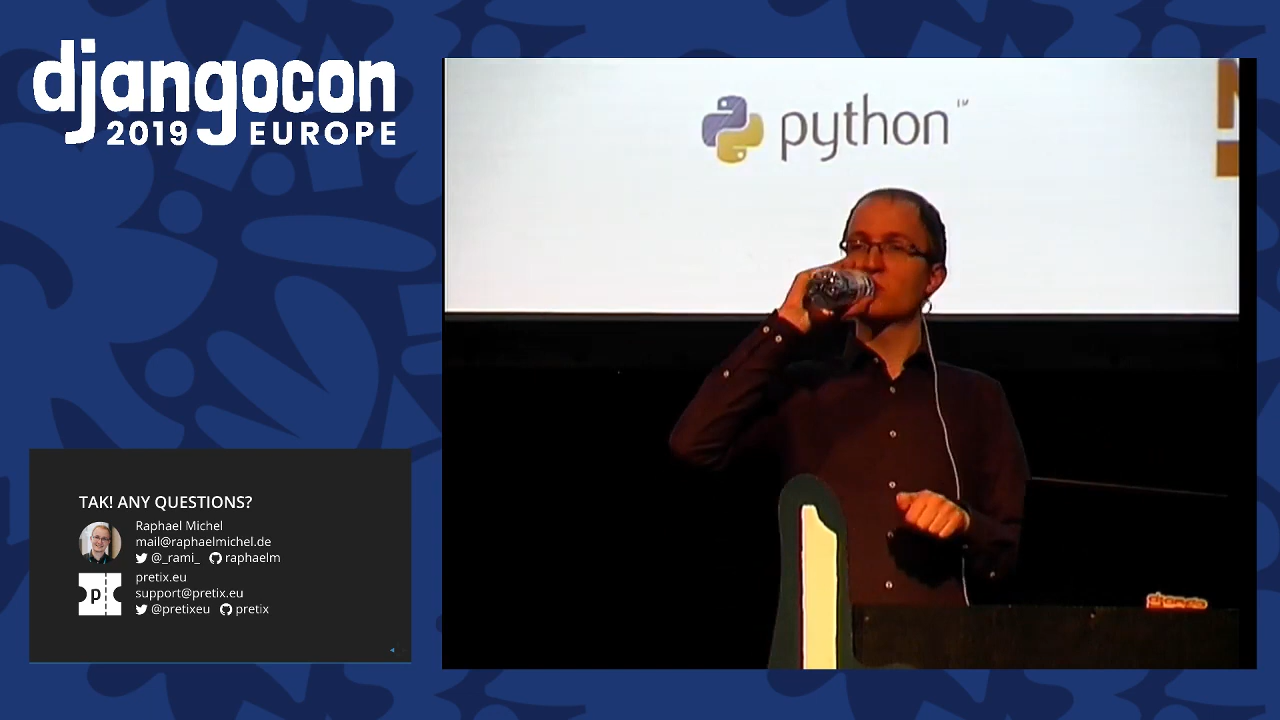 djangocon
2019 EUROPE
python
TAK! ANY QUESTIONS?
Raphael Michel
mail@raphaelmichel.de
@_rami_ raphaelm
p
pretix.eu
support@pretix.eu
@pretixeu pretix
django